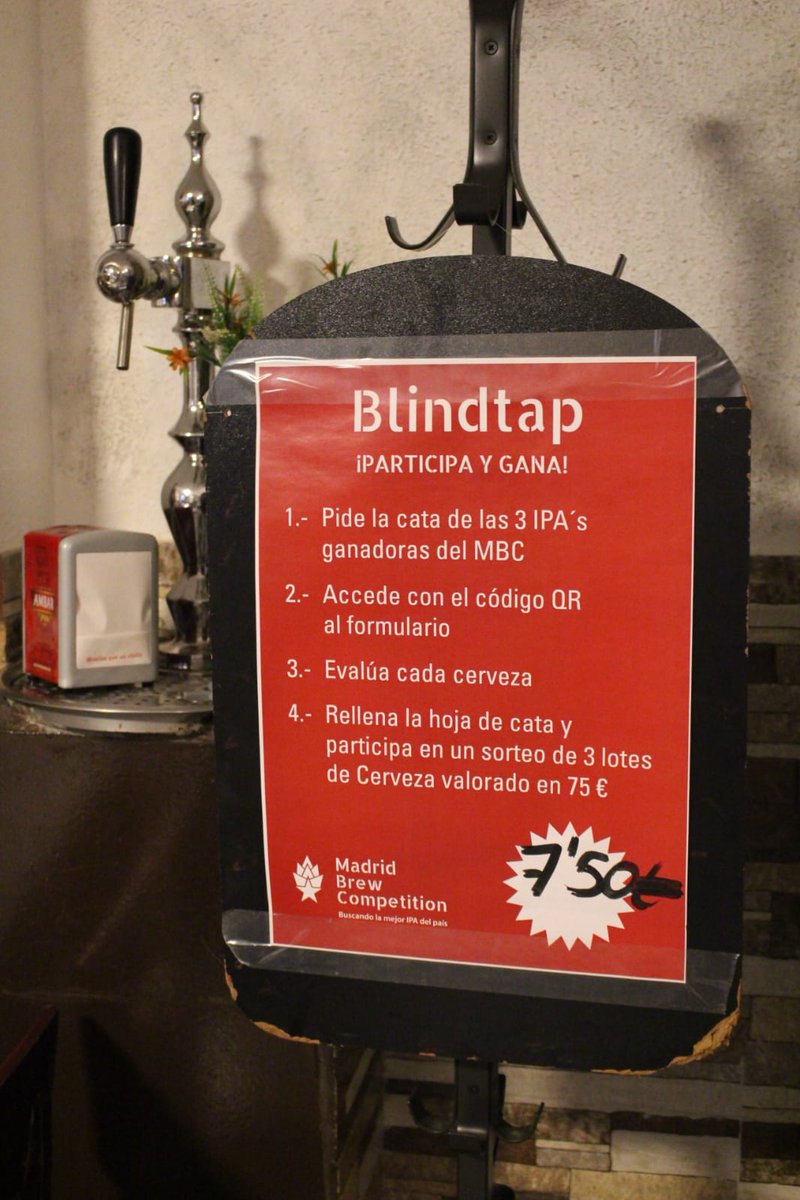 Blindtap
¡PARTICIPA Y GANA!
1.- Pide la cata de las 3 IPA´s
ganadoras del MBC
2.- Accede con el código QR
al formulario
3.- Evalúa cada cerveza
4.- Rellena la hoja de cata y
participa en un sorteo de 3 lotes
de Cerveza valorado en 75 €
Madrid
Brew
Competition
Buscando la mejor IPA del país
7'50€
AMBAR